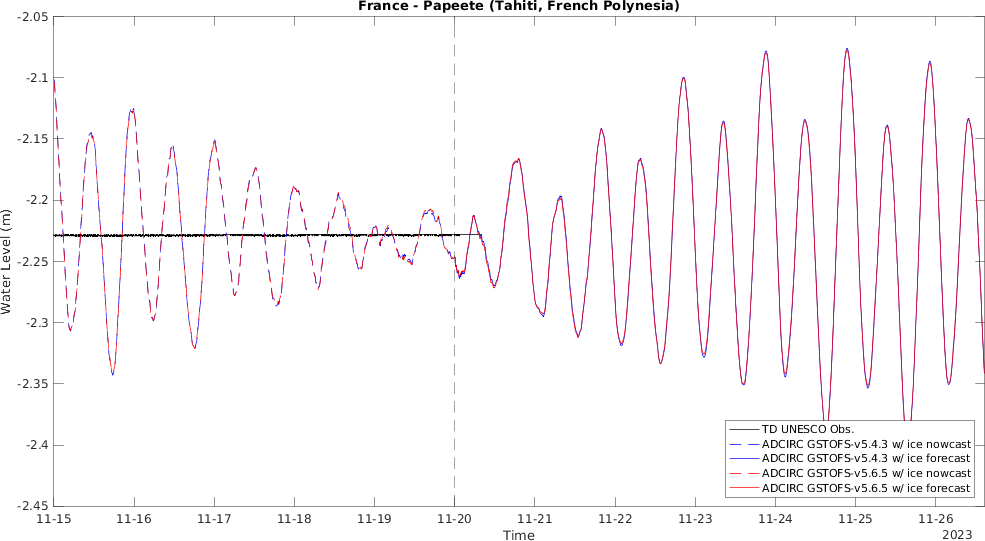 France - Papeete (Tahiti, French Polynesia)
-2.05
-2.1
-2.15
-2.2
-2.25
-2.3
-2.35
-2.4
-2.45
Water Level (m)
TD UNESCO Obs.
ADCIRC GSTOFS-v5.4.3 w/ ice nowcast
ADCIRC GSTOFS-v5.4.3 w/ ice forecast
ADCIRC GSTOFS-v5.6.5 w/ ice nowcast
ADCIRC GSTOFS-v5.6.5 w/ ice forecast
11-15 11-16 11-17 11-18 11-19 11-20 11-21 11-22 11-23 11-24 11-25 11-26
Time
2023